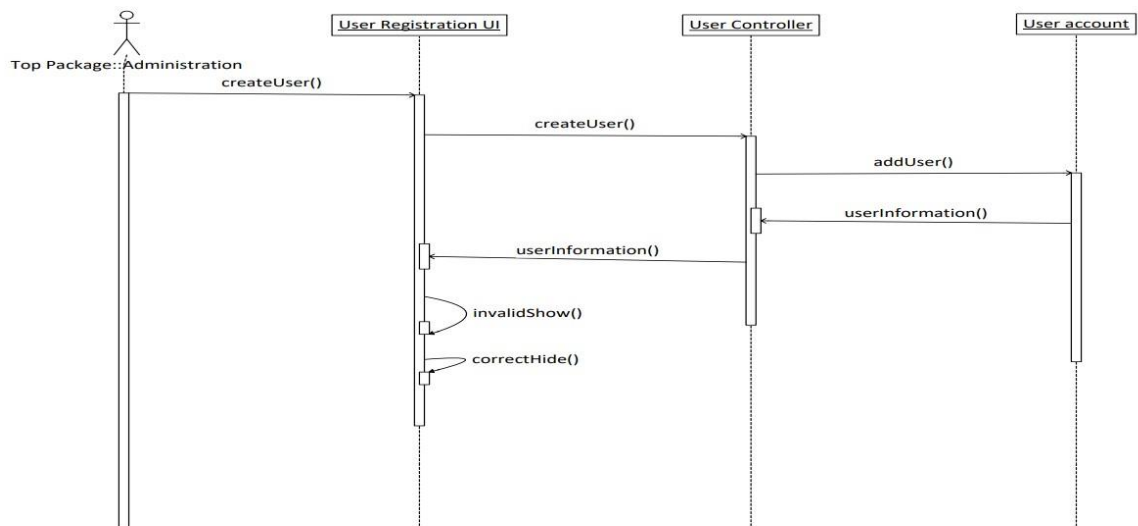 User Registration UI
User Controller
User account
Top Package::Administration
createUser()
createUser()
addUser()
userInformation()
userInformation()
invalidShow()
correctHide()